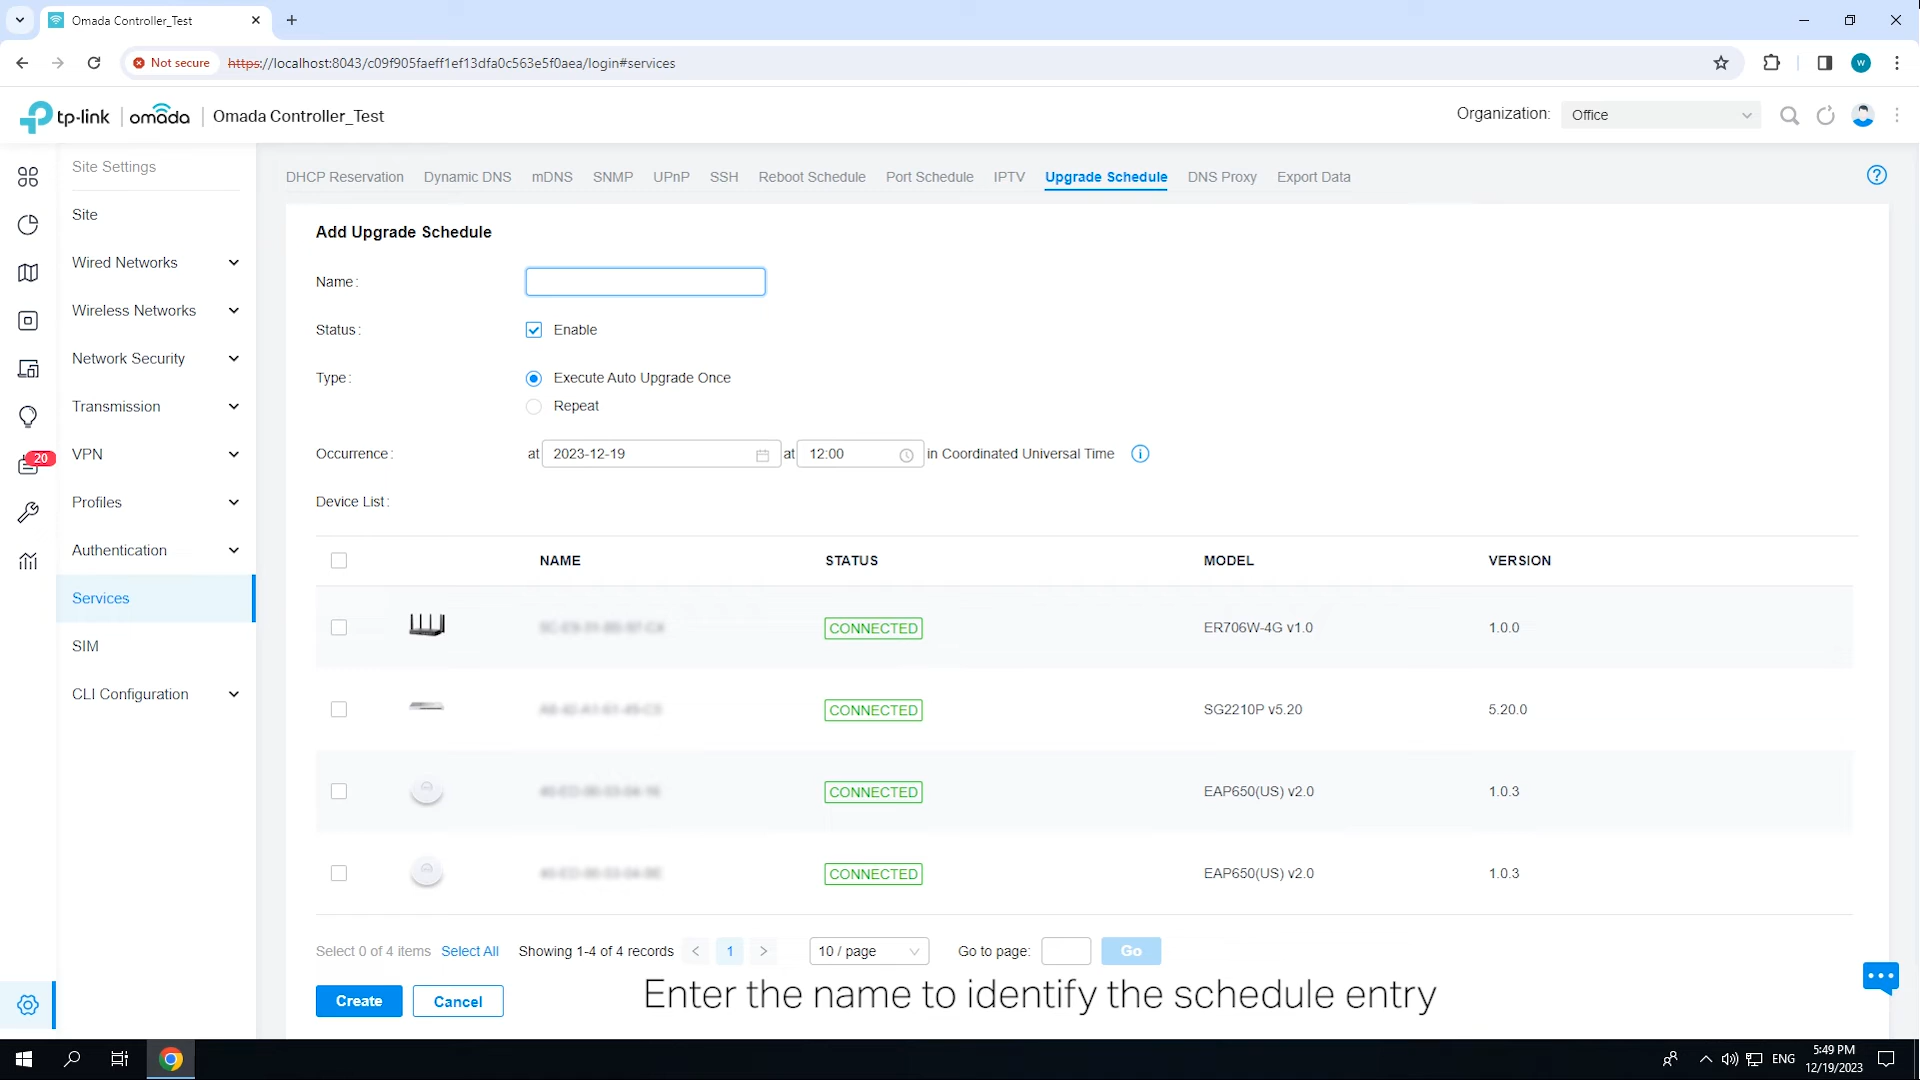 Omada Controller_Test
Not secure
https://localhost:8043/c09f905faeff1ef13dfa0c563e5f0aea/login#services
W
tp-link
omada
Omada Controller_Test
Organization:
Office
Site Settings
Site
Wired Networks
Wireless Networks
Network Security
Transmission
VPN
Profiles
Authentication
Services
SIM
CLI Configuration
20
DHCP Reservation Dynamic DNS mDNS SNMP UPnP SSH Reboot Schedule Port Schedule IPTV Upgrade Schedule DNS Proxy Export Data
Add Upgrade Schedule
Name:
Status: Enable
Type: Execute Auto Upgrade Once
Repeat
Occurrence: at 2023-12-19 at 12:00 in Coordinated Universal Time
Device List:
NAME STATUS MODEL VERSION
CONNECTED ER706W-4G v1.0 1.0.0
CONNECTED SG2210P v5.20 5.20.0
CONNECTED EAP650(US) v2.0 1.0.3
CONNECTED EAP650(US) v2.0 1.0.3
Select 0 of 4 items Select All Showing 1-4 of 4 records < 1 > 10 / page Go to page: Go
Create Cancel
Enter the name to identify the schedule entry
ENG
5:49 PM
12/19/2023